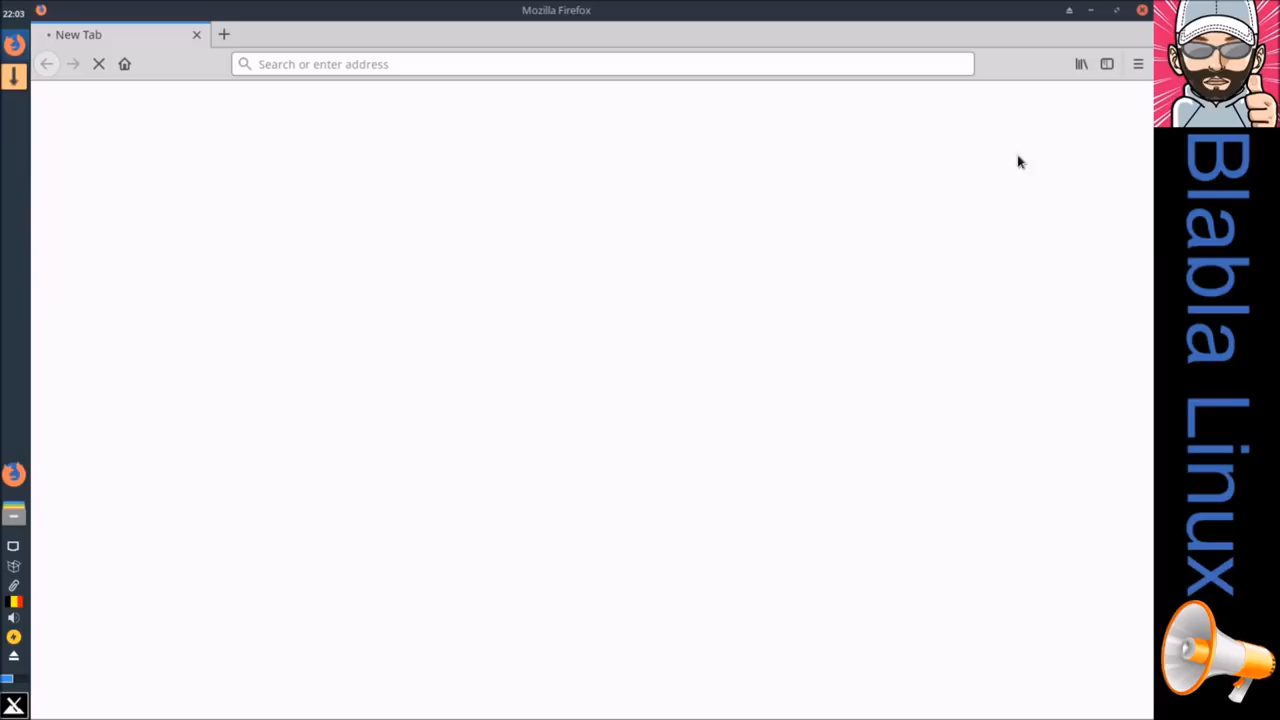 22:03
Mozilla Firefox
New Tab
Search or enter address
Blabla Linux